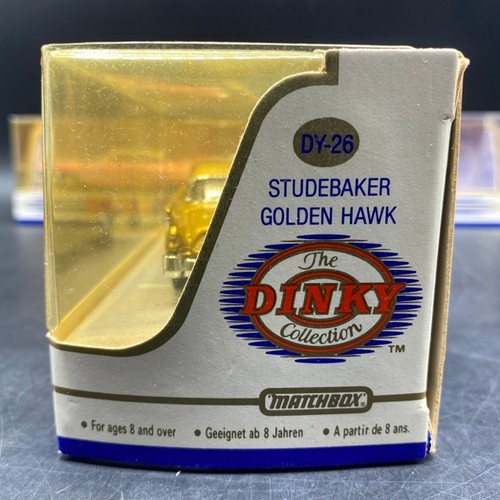 DY-26
STUDEBAKER
GOLDEN HAWK
The
DINKY
Collection
TM
MATCHBOX
• For ages 8 and over • Geeignet ab 8 Jahren • A partir de 8 ans.